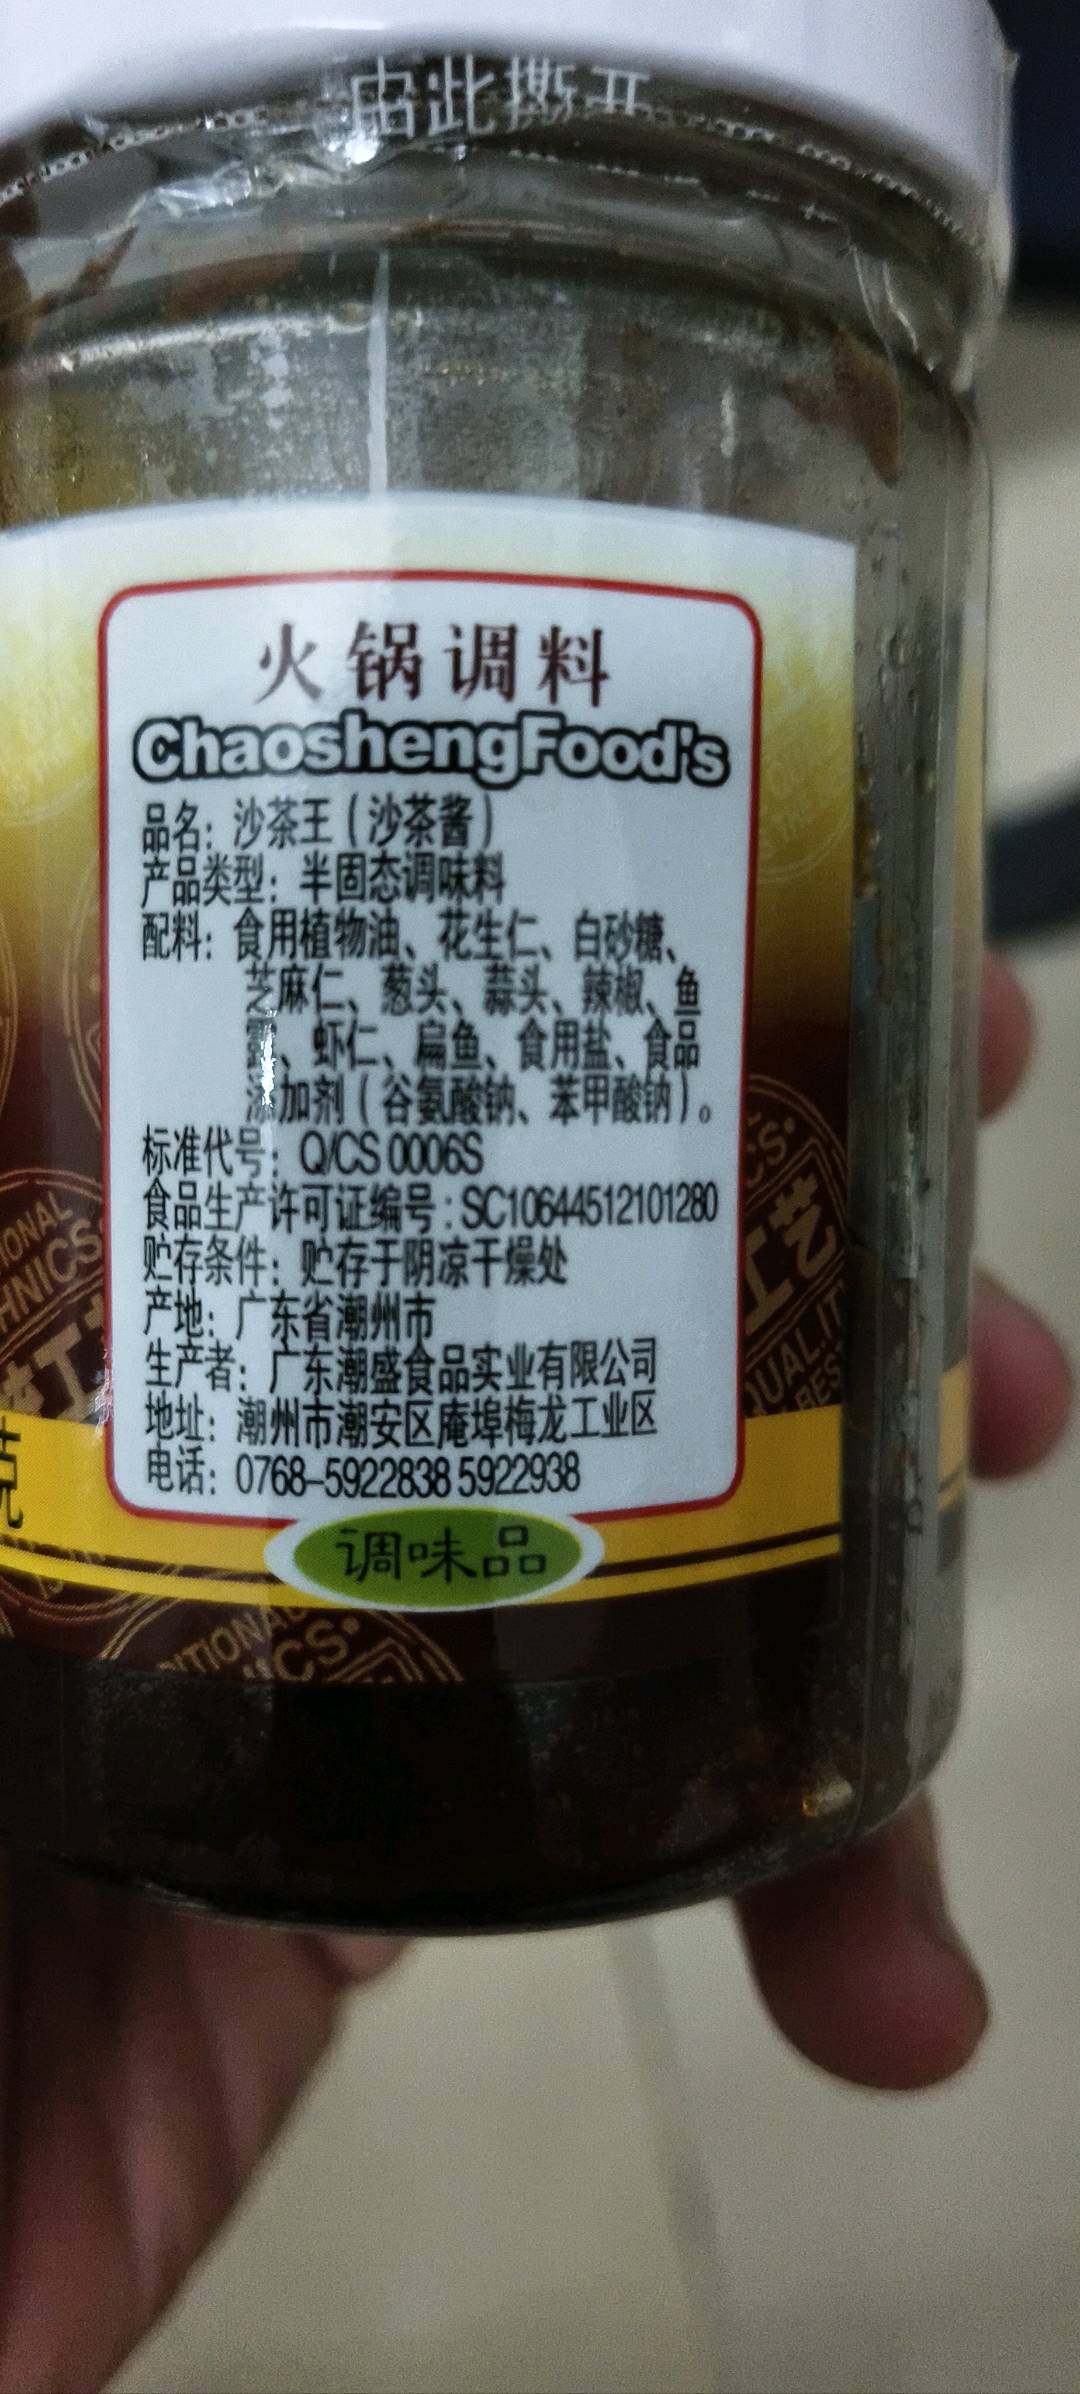 由此撕开
火锅调料
ChaoshengFood's
品名：沙茶王（沙茶酱）
产品类型：半固态调味料
配料：食用植物油、花生仁、白砂糖、
芝麻仁、葱头、蒜头、辣椒、鱼
露、虾仁、扁鱼、食用盐、食品
添加剂（谷氨酸钠、苯甲酸钠）。
标准代号：Q/CS 0006S
食品生产许可证编号：SC10644512101280
贮存条件：贮存于阴凉干燥处
产地：广东省潮州市
生产者：广东潮盛食品实业有限公司
地址：潮州市潮安区庵埠梅龙工业区
电话：0768-5922838 5922938
调味品
克
工艺